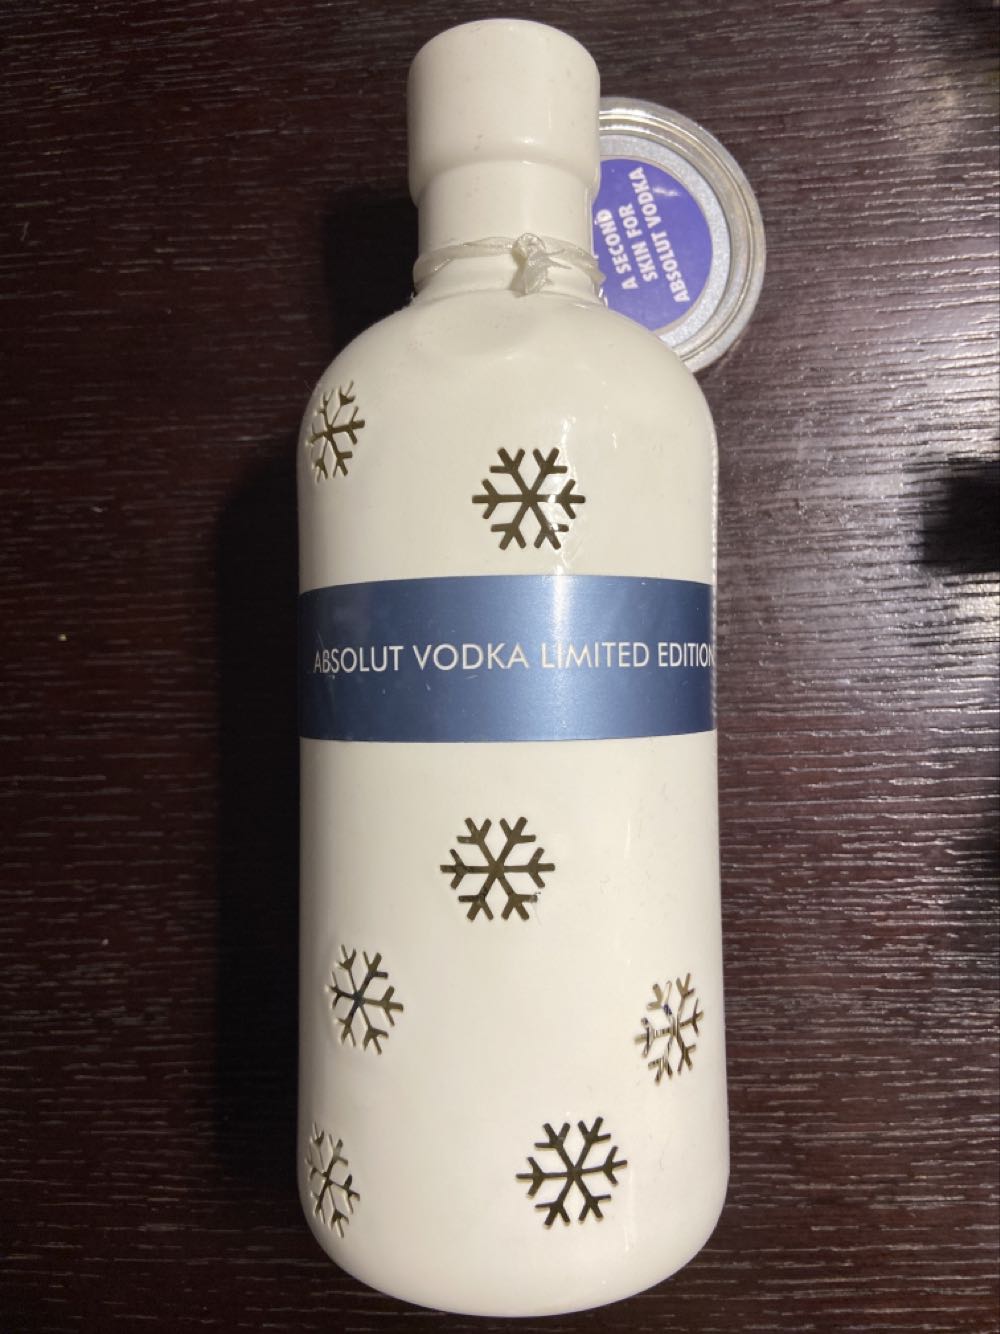 A SECOND
SKIN FOR
ABSOLUT VODKA
ABSOLUT VODKA LIMITED EDITION